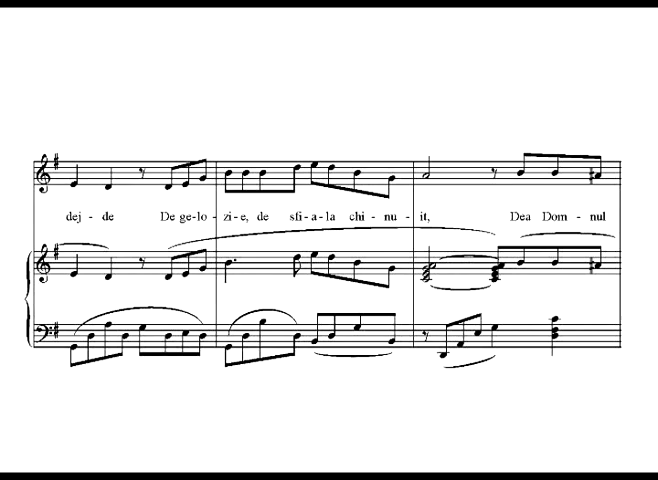 dej - de De ge - lo - zi - e, de sfi - a - la chi - nu - it, Dea Dom - nul